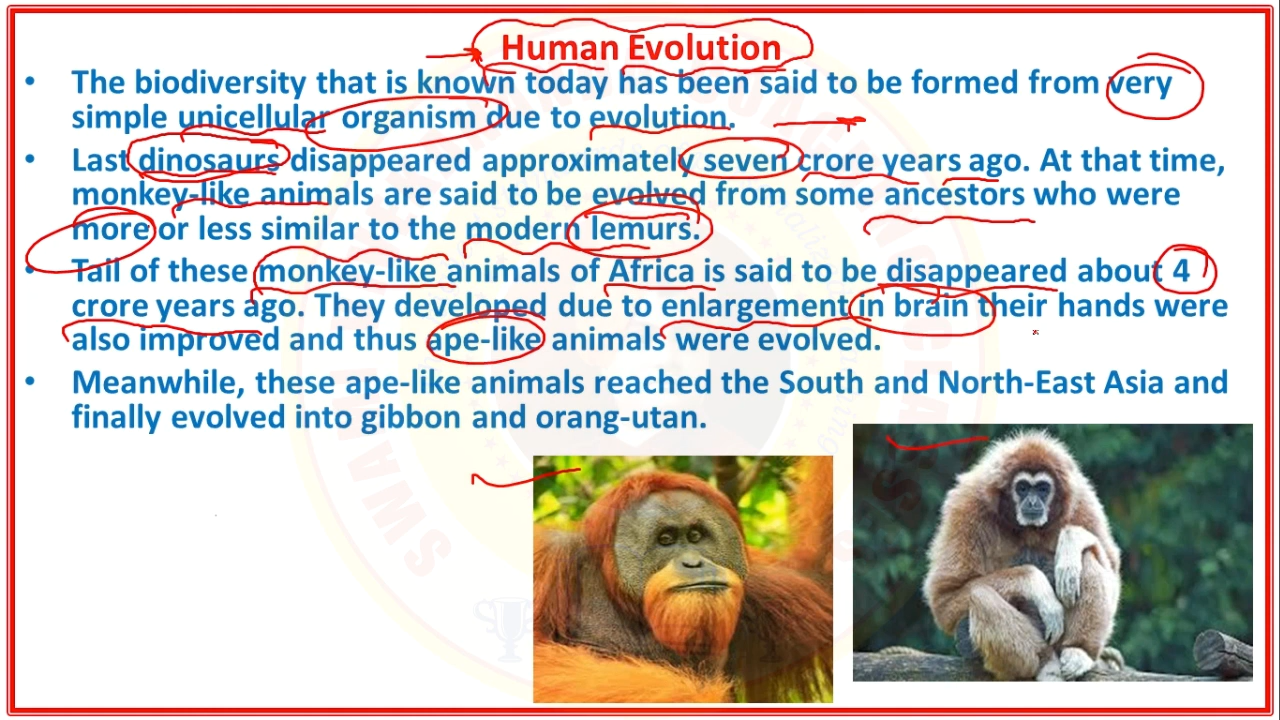 Human Evolution
• The biodiversity that is known today has been said to be formed from very
simple unicellular organism due to evolution.
• Last dinosaurs disappeared approximately seven crore years ago. At that time,
monkey-like animals are said to be evolved from some ancestors who were
more or less similar to the modern lemurs.
• Tail of these monkey-like animals of Africa is said to be disappeared about 4
crore years ago. They developed due to enlargement in brain their hands were
also improved and thus ape-like animals were evolved.
• Meanwhile, these ape-like animals reached the South and North-East Asia and
finally evolved into gibbon and orang-utan.